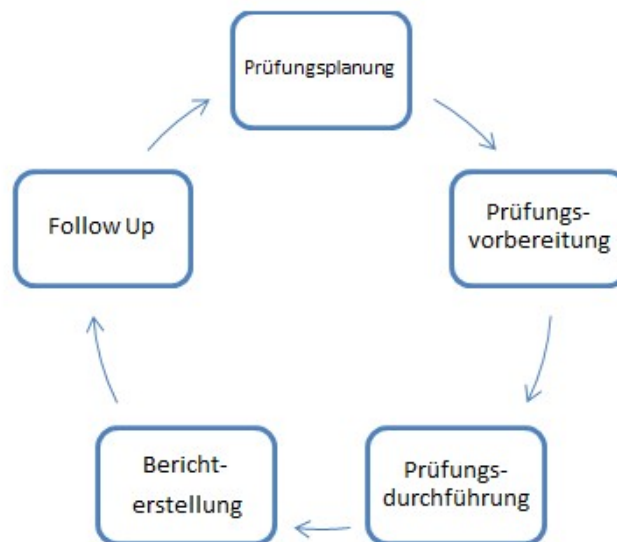 Prüfungsplanung
Prüfungs-
vorbereitung
Prüfungs-
durchführung
Bericht-
erstellung
Follow Up